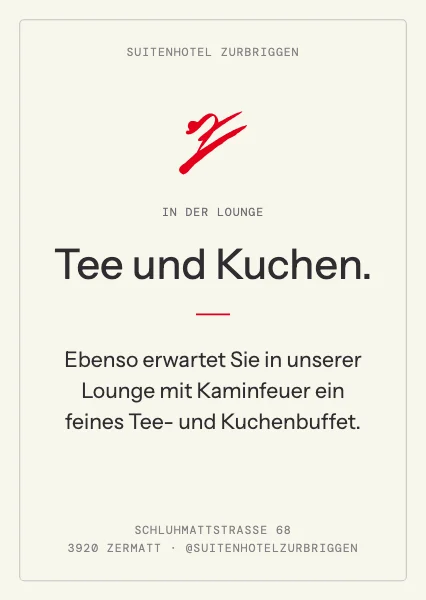 SUITENHOTEL ZURBRIGGEN
IN DER LOUNGE
Tee und Kuchen.
Ebenso erwartet Sie in unserer
Lounge mit Kaminfeuer ein
feines Tee- und Kuchenbuffet.
SCHLUHMATTSTRASSE 68
3920 ZERMATT · @SUITENHOTELZURBRIGGEN